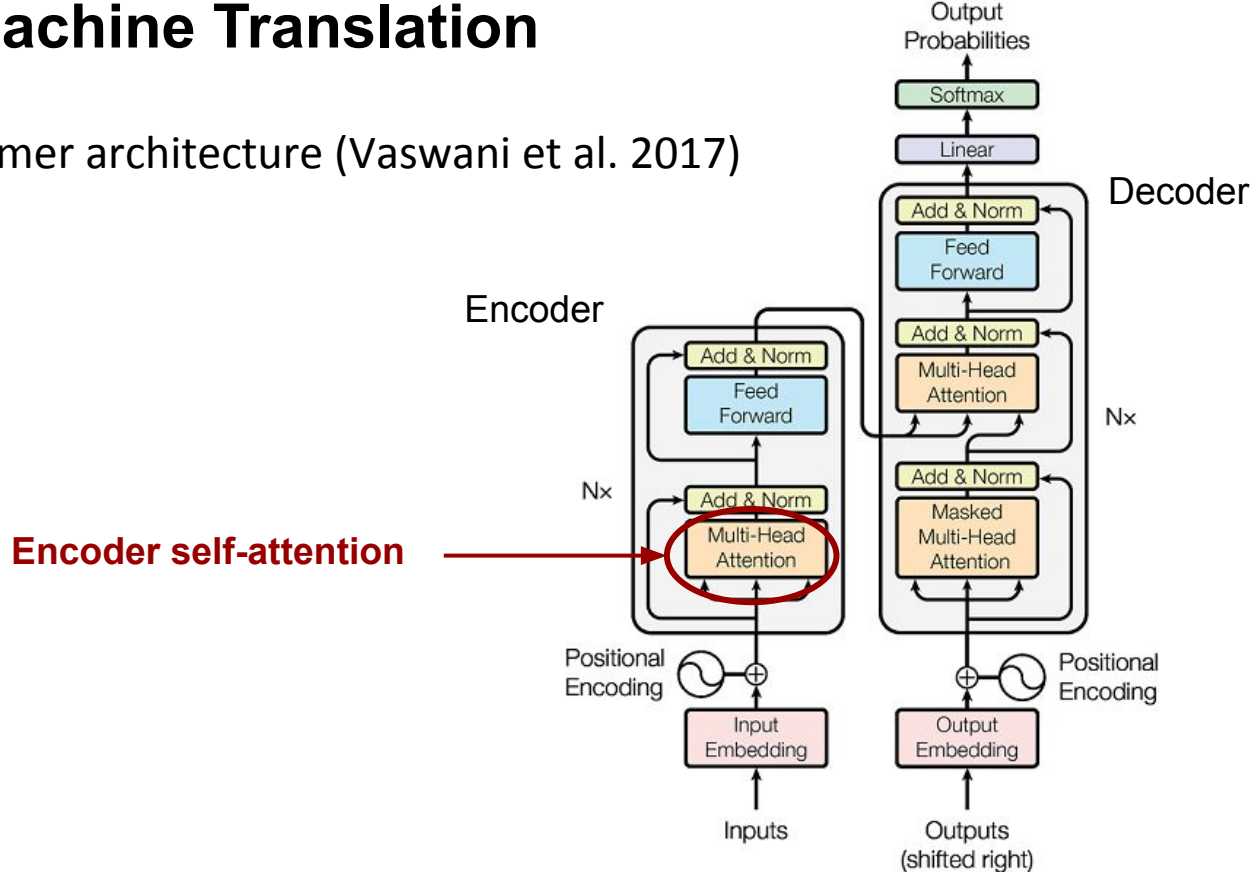 achine Translation
mer architecture (Vaswani et al. 2017)
Output
Probabilities
Softmax
Linear
Decoder
Add & Norm
Feed
Forward
Add & Norm
Multi-Head
Attention
N×
Add & Norm
Masked
Multi-Head
Attention
Encoder
Add & Norm
Feed
Forward
N×
Add & Norm
Multi-Head
Attention
Encoder self-attention
Positional
Encoding
Positional
Encoding
Input
Embedding
Output
Embedding
Inputs
Outputs
(shifted right)